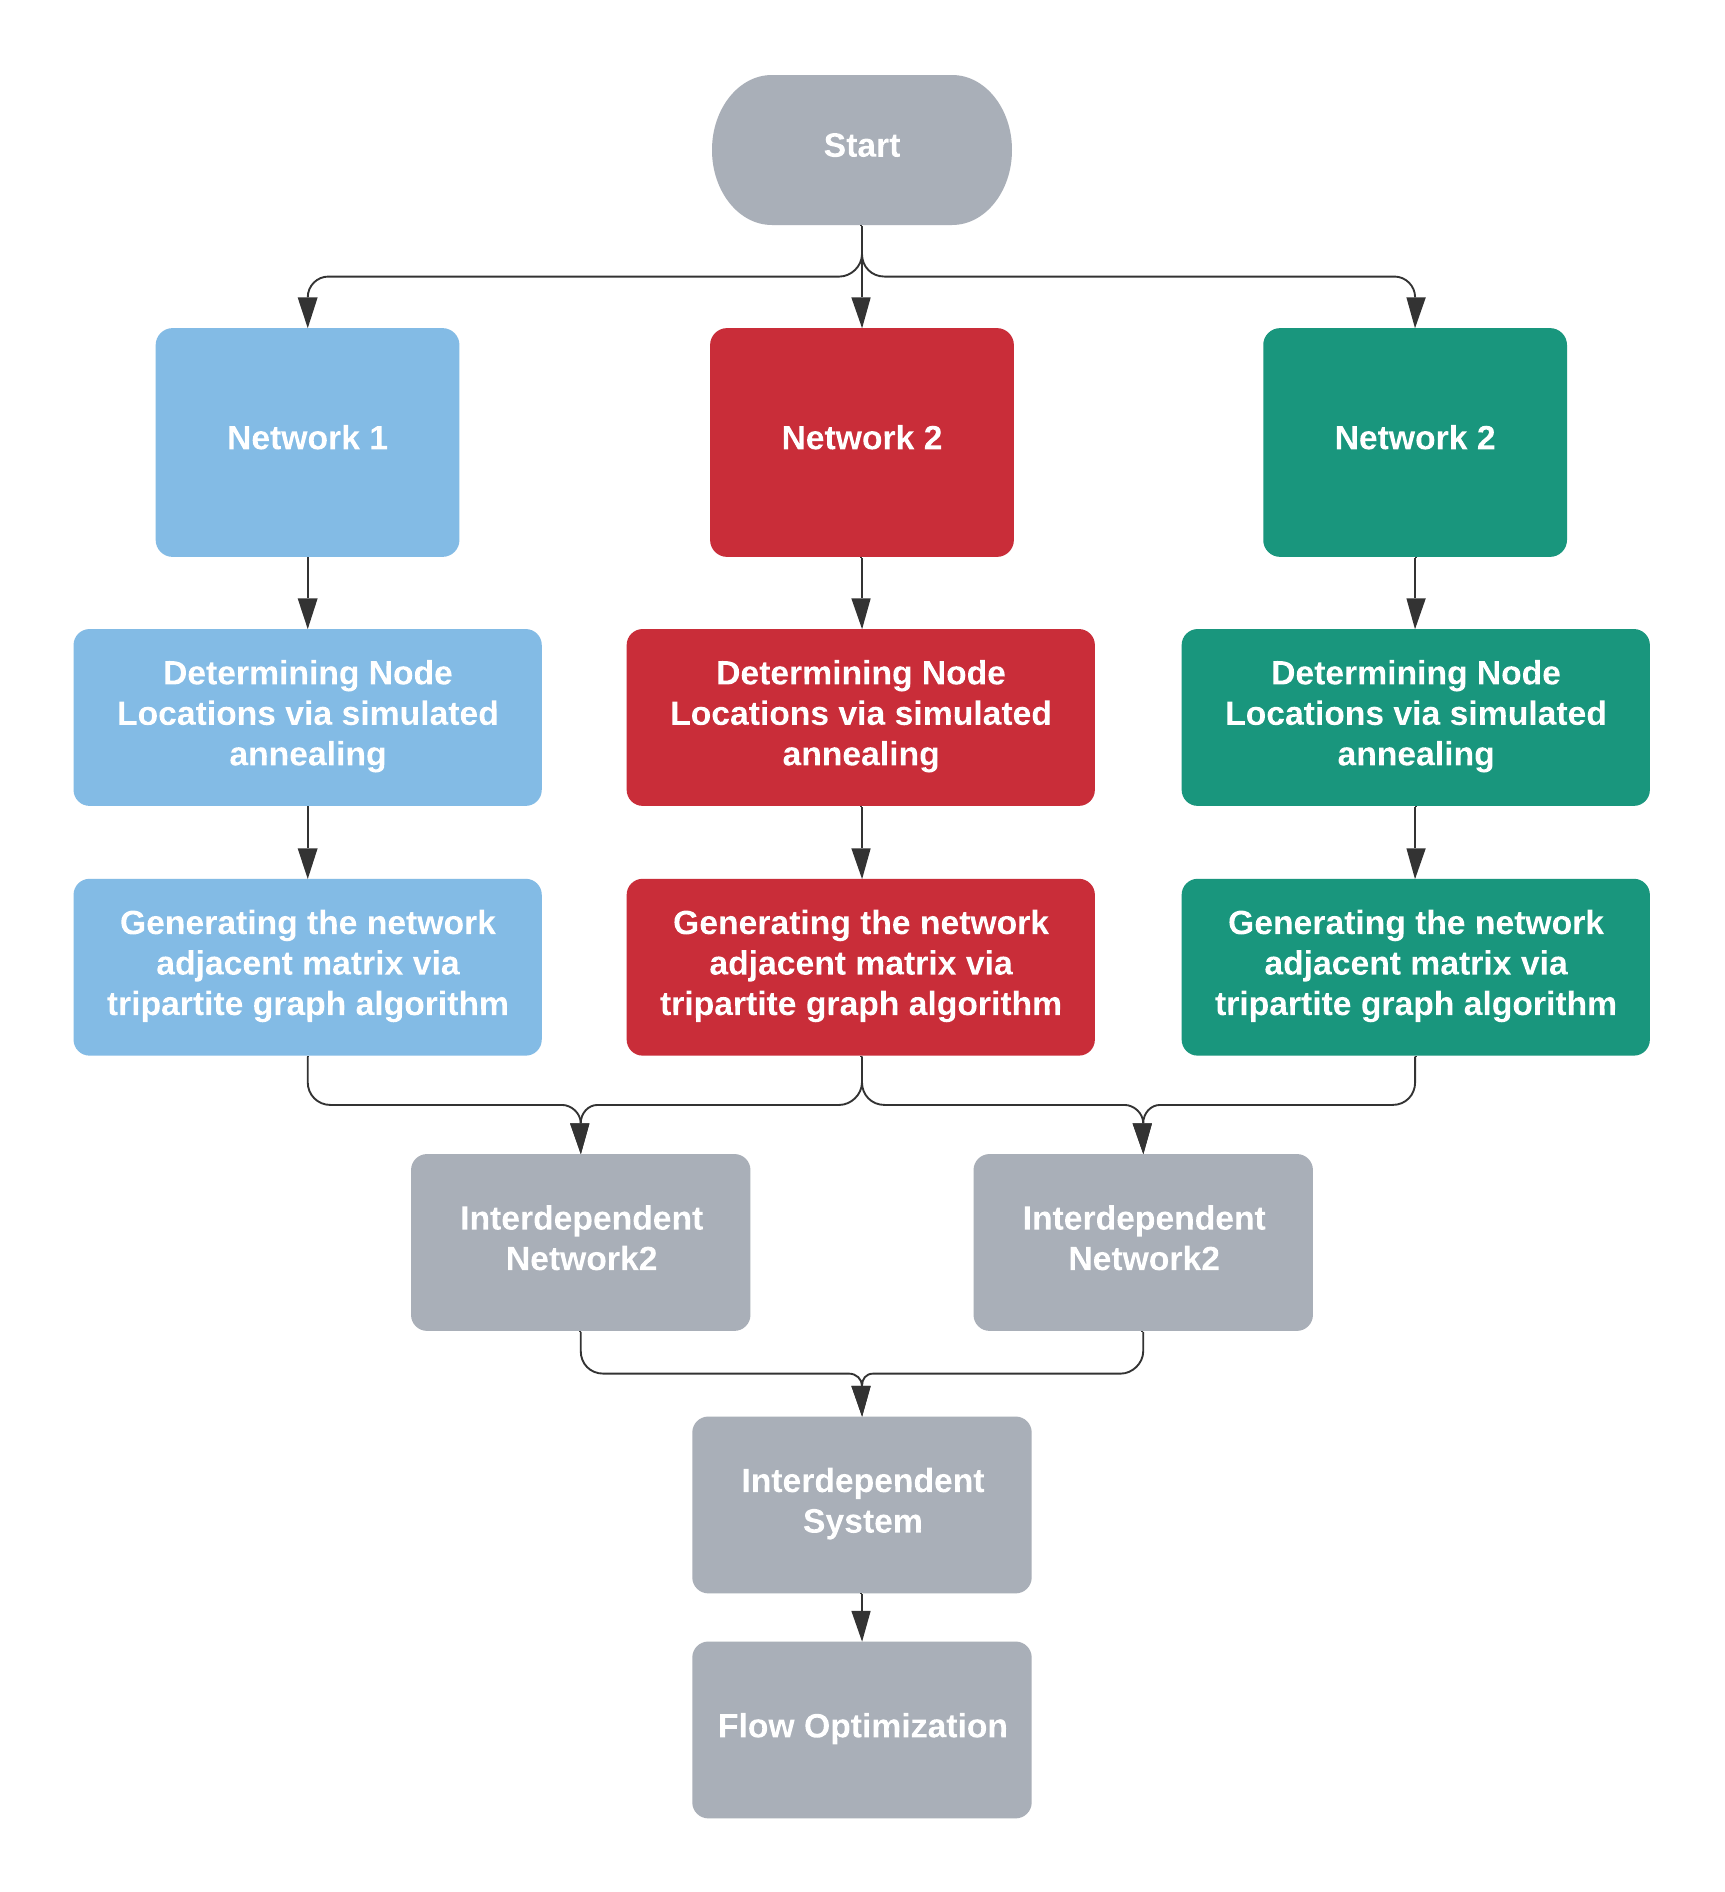 Start
Network 1
Network 2
Network 2
Determining Node
Locations via simulated
annealing
Determining Node
Locations via simulated
annealing
Determining Node
Locations via simulated
annealing
Generating the network
adjacent matrix via
tripartite graph algorithm
Generating the network
adjacent matrix via
tripartite graph algorithm
Generating the network
adjacent matrix via
tripartite graph algorithm
Interdependent
Network2
Interdependent
Network2
Interdependent
System
Flow Optimization